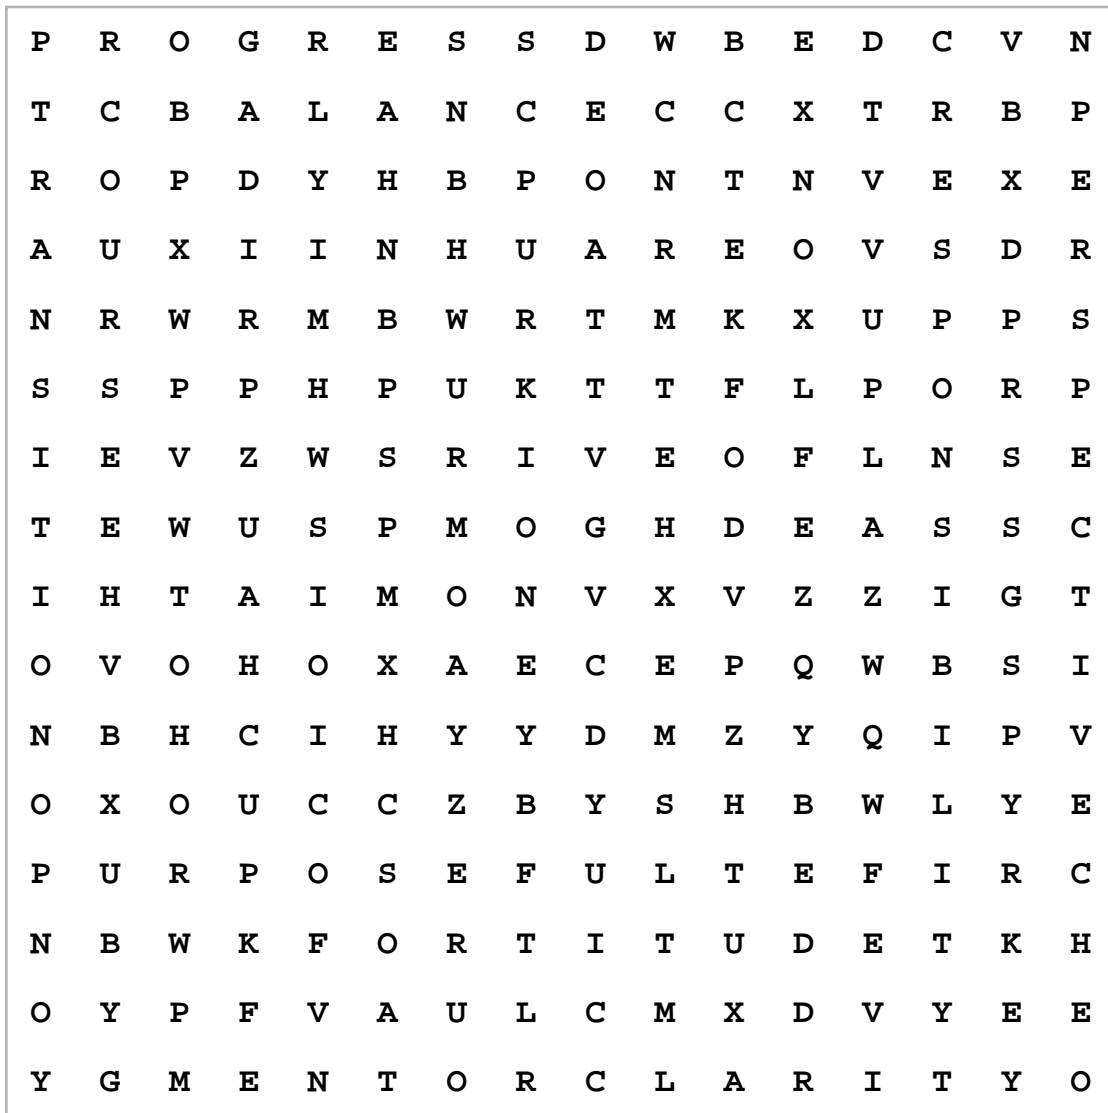 P R O G R E S S D W B E D C V N
T C B A L A N C E C C X T R B P
R O P D Y H B P O N T N V E X E
A U X I I N H U A R E O V S D R
N R W R M B W R T M K X U P P S
S S P P H P U K T T F L P O R P
I E V Z W S R I V E O F L N S E
T E W U S P M O G H D E A S S C
I H T A I M O N V X V Z Z I G T
O V O H O X A E C E P Q W B S I
N B H C I H Y Y D M Z Y Q I P V
O X O U C C Z B Y S H B W L Y E
P U R P O S E F U L T E F I R C
N B W K F O R T I T U D E T K H
O Y P F V A U L C M X D V Y E E
Y G M E N T O R C L A R I T Y O